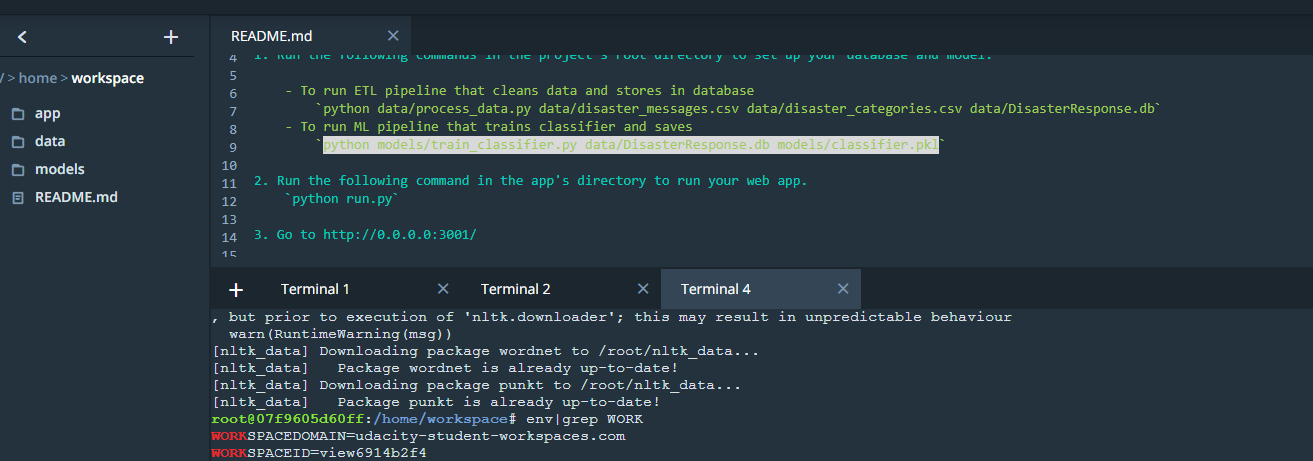 README.md
/ > home > workspace
app
data
models
README.md
4 1. Run the following commands in the project's root directory to set up your database and model.
5
6 - To run ETL pipeline that cleans data and stores in database
7 `python data/process_data.py data/disaster_messages.csv data/disaster_categories.csv data/DisasterResponse.db`
8 - To run ML pipeline that trains classifier and saves
9 `python models/train_classifier.py data/DisasterResponse.db models/classifier.pkl`
10
11 2. Run the following command in the app's directory to run your web app.
12 `python run.py`
13
14 3. Go to http://0.0.0.0:3001/
15
Terminal 1 Terminal 2 Terminal 4
, but prior to execution of 'nltk.downloader'; this may result in unpredictable behaviour
warn(RuntimeWarning(msg))
[nltk_data] Downloading package wordnet to /root/nltk_data...
[nltk_data] Package wordnet is already up-to-date!
[nltk_data] Downloading package punkt to /root/nltk_data...
[nltk_data] Package punkt is already up-to-date!
root@07f9605d60ff:/home/workspace# env|grep WORK
WORKSPACEDOMAIN=udacity-student-workspaces.com
WORKSPACEID=view6914b2f4